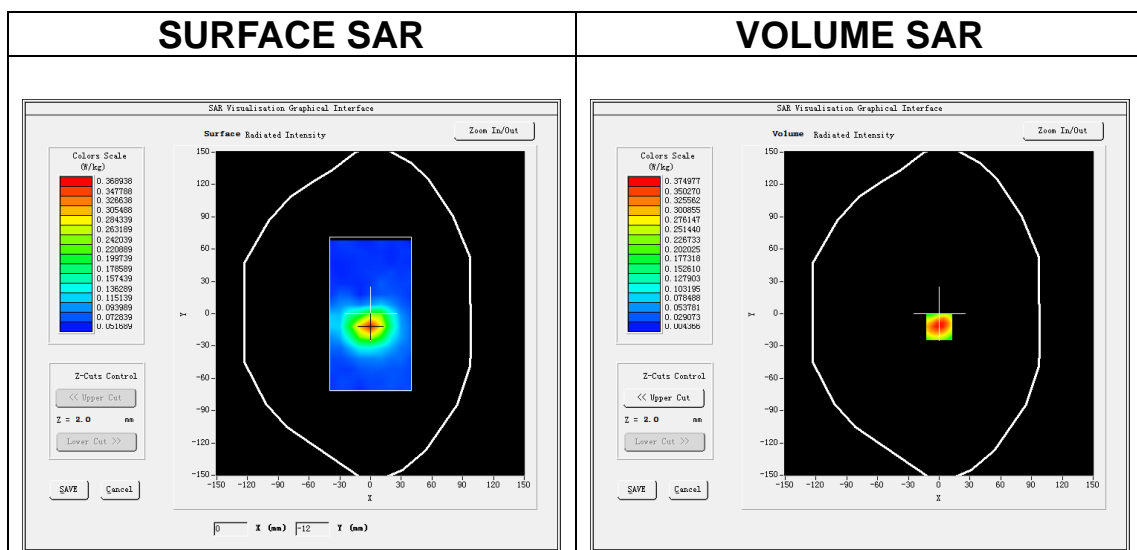 SURFACE SAR
VOLUME SAR
SAR Visualisation Graphical Interface
Surface Radiated Intensity
Zoom In/Out
Colors Scale
(W/kg)
0.368938
0.347788
0.326638
0.305488
0.284339
0.263189
0.242039
0.220889
0.199739
0.178589
0.157439
0.136289
0.115139
0.093989
0.072839
0.051689
Z-Cuts Control
<< Upper Cut
Z = 2.0 mm
Lower Cut >>
SAVE
Cancel
150
120
90
60
30
0
-30
-60
-90
-120
-150
Y
-150 -120 -90 -60 -30 0 30 60 90 120 150
X
0 X (mm) -12 Y (mm)
SAR Visualisation Graphical Interface
Volume Radiated Intensity
Zoom In/Out
Colors Scale
(W/kg)
0.374977
0.350270
0.325562
0.300855
0.276147
0.251440
0.226733
0.202025
0.177318
0.152610
0.127903
0.103195
0.078488
0.053781
0.029073
0.004366
Z-Cuts Control
<< Upper Cut
Z = 2.0 mm
Lower Cut >>
SAVE
Cancel
150
120
90
60
30
0
-30
-60
-90
-120
-150
Y
-150 -120 -90 -60 -30 0 30 60 90 120 150
X